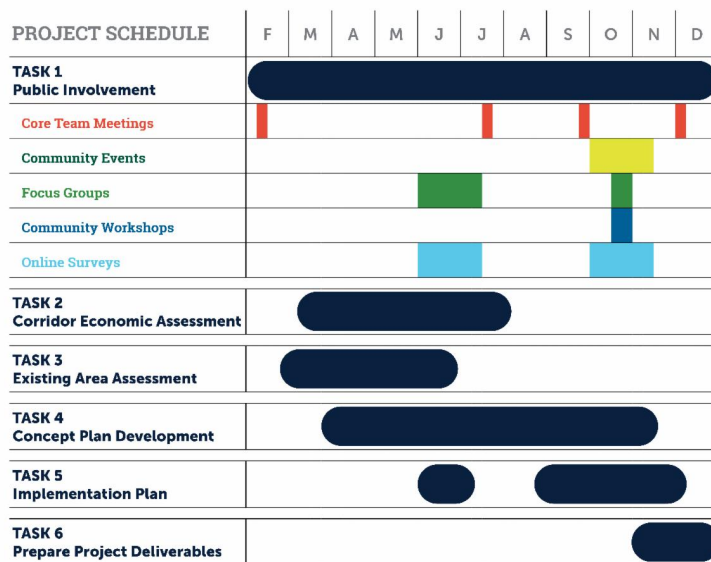 PROJECT SCHEDULE F M A M J J A S O N D
TASK 1
Public Involvement
Core Team Meetings
Community Events
Focus Groups
Community Workshops
Online Surveys
TASK 2
Corridor Economic Assessment
TASK 3
Existing Area Assessment
TASK 4
Concept Plan Development
TASK 5
Implementation Plan
TASK 6
Prepare Project Deliverables